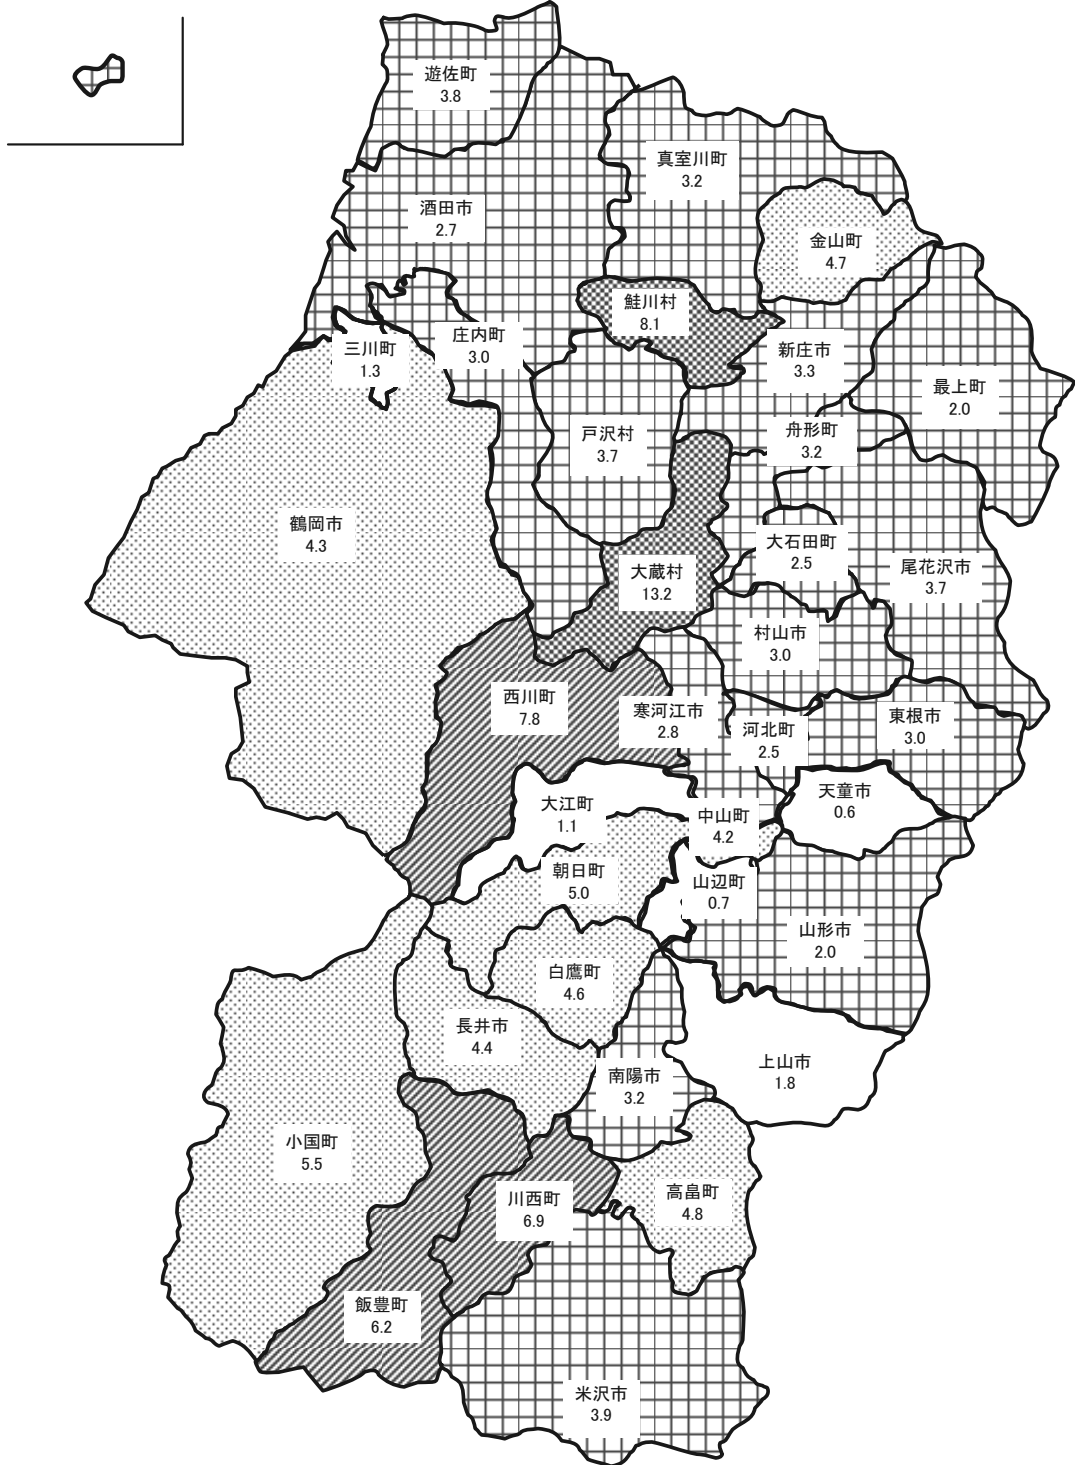 遊佐町
3.8
真室川町
3.2
酒田市
2.7
金山町
4.7
鮭川村
8.1
庄内町
3.0
三川町
1.3
新庄市
3.3
最上町
2.0
戸沢村
3.7
舟形町
3.2
鶴岡市
4.3
大石田町
2.5
大蔵村
13.2
尾花沢市
3.7
村山市
3.0
西川町
7.8
寒河江市
2.8
河北町
2.5
東根市
3.0
大江町
1.1
天童市
0.6
中山町
4.2
朝日町
5.0
山辺町
0.7
山形市
2.0
白鷹町
4.6
長井市
4.4
南陽市
3.2
上山市
1.8
小国町
5.5
川西町
6.9
高畠町
4.8
飯豊町
6.2
米沢市
3.9